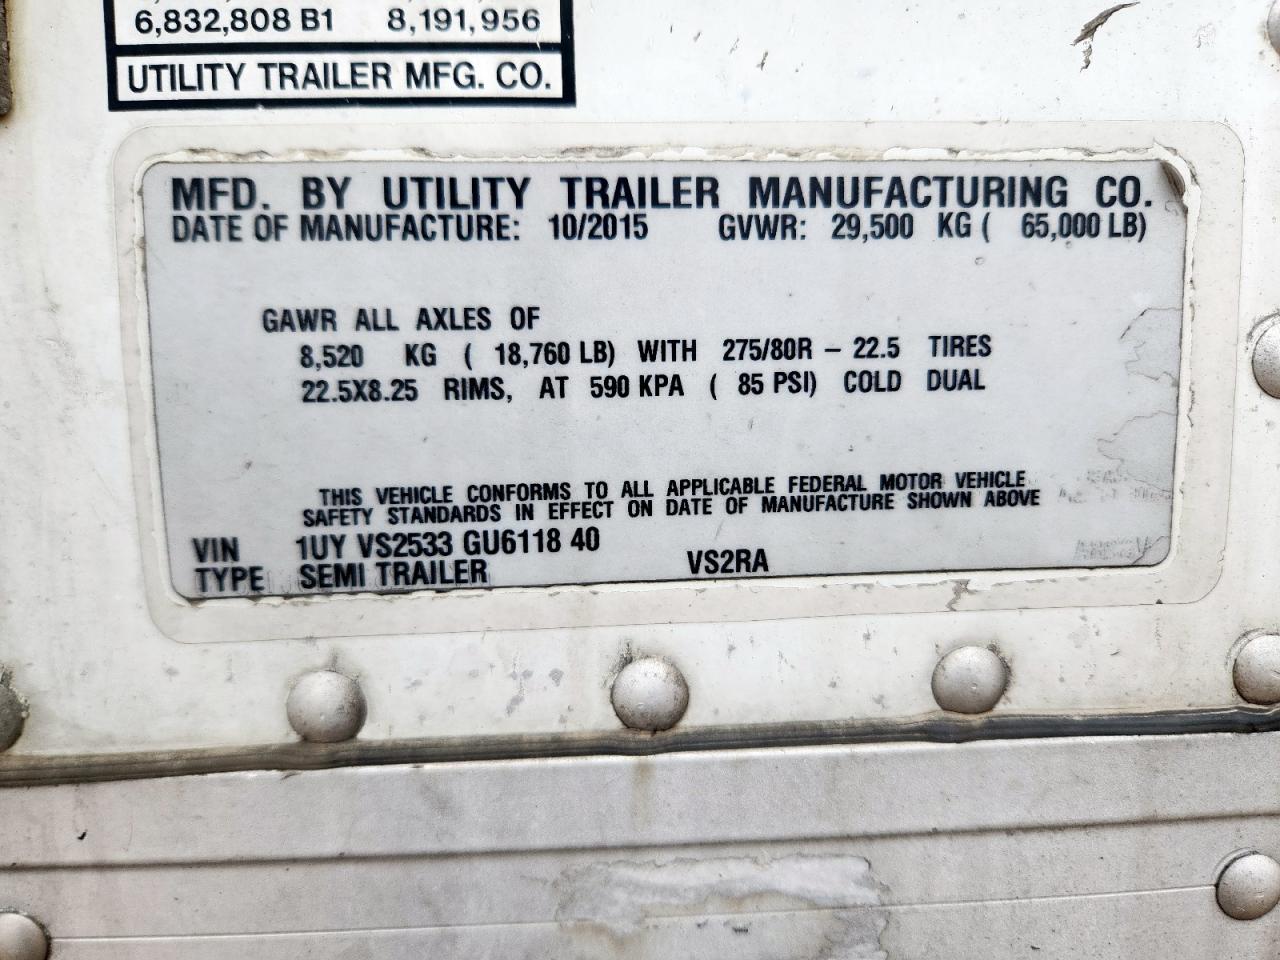 6,832,808 B1 8,191,956
UTILITY TRAILER MFG. CO.
MFD. BY UTILITY TRAILER MANUFACTURING CO.
DATE OF MANUFACTURE: 10/2015 GVWR: 29,500 KG ( 65,000 LB)
GAWR ALL AXLES OF
8,520 KG ( 18,760 LB) WITH 275/80R - 22.5 TIRES
22.5X8.25 RIMS, AT 590 KPA ( 85 PSI) COLD DUAL
THIS VEHICLE CONFORMS TO ALL APPLICABLE FEDERAL MOTOR VEHICLE
SAFETY STANDARDS IN EFFECT ON DATE OF MANUFACTURE SHOWN ABOVE
VIN 1UY VS2533 GU6118 40
TYPE SEMI TRAILER VS2RA